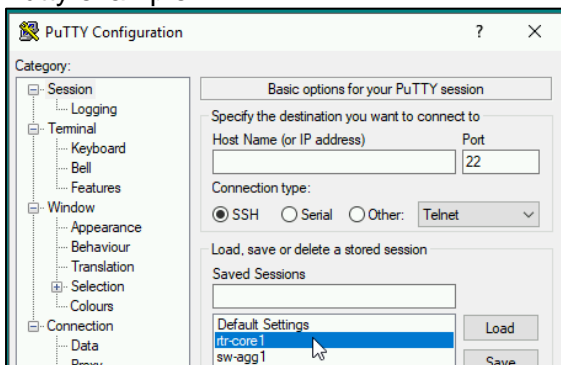 PuTTY Configuration ? ×
Category:
Session
Logging
Terminal
Keyboard
Bell
Features
Window
Appearance
Behaviour
Translation
Selection
Colours
Connection
Data
Proxy
Basic options for your PuTTY session
Specify the destination you want to connect to
Host Name (or IP address) Port
22
Connection type:
SSH Serial Other: Telnet
Load, save or delete a stored session
Saved Sessions
Default Settings
rtr-core1
sw-agg1
Load
Save